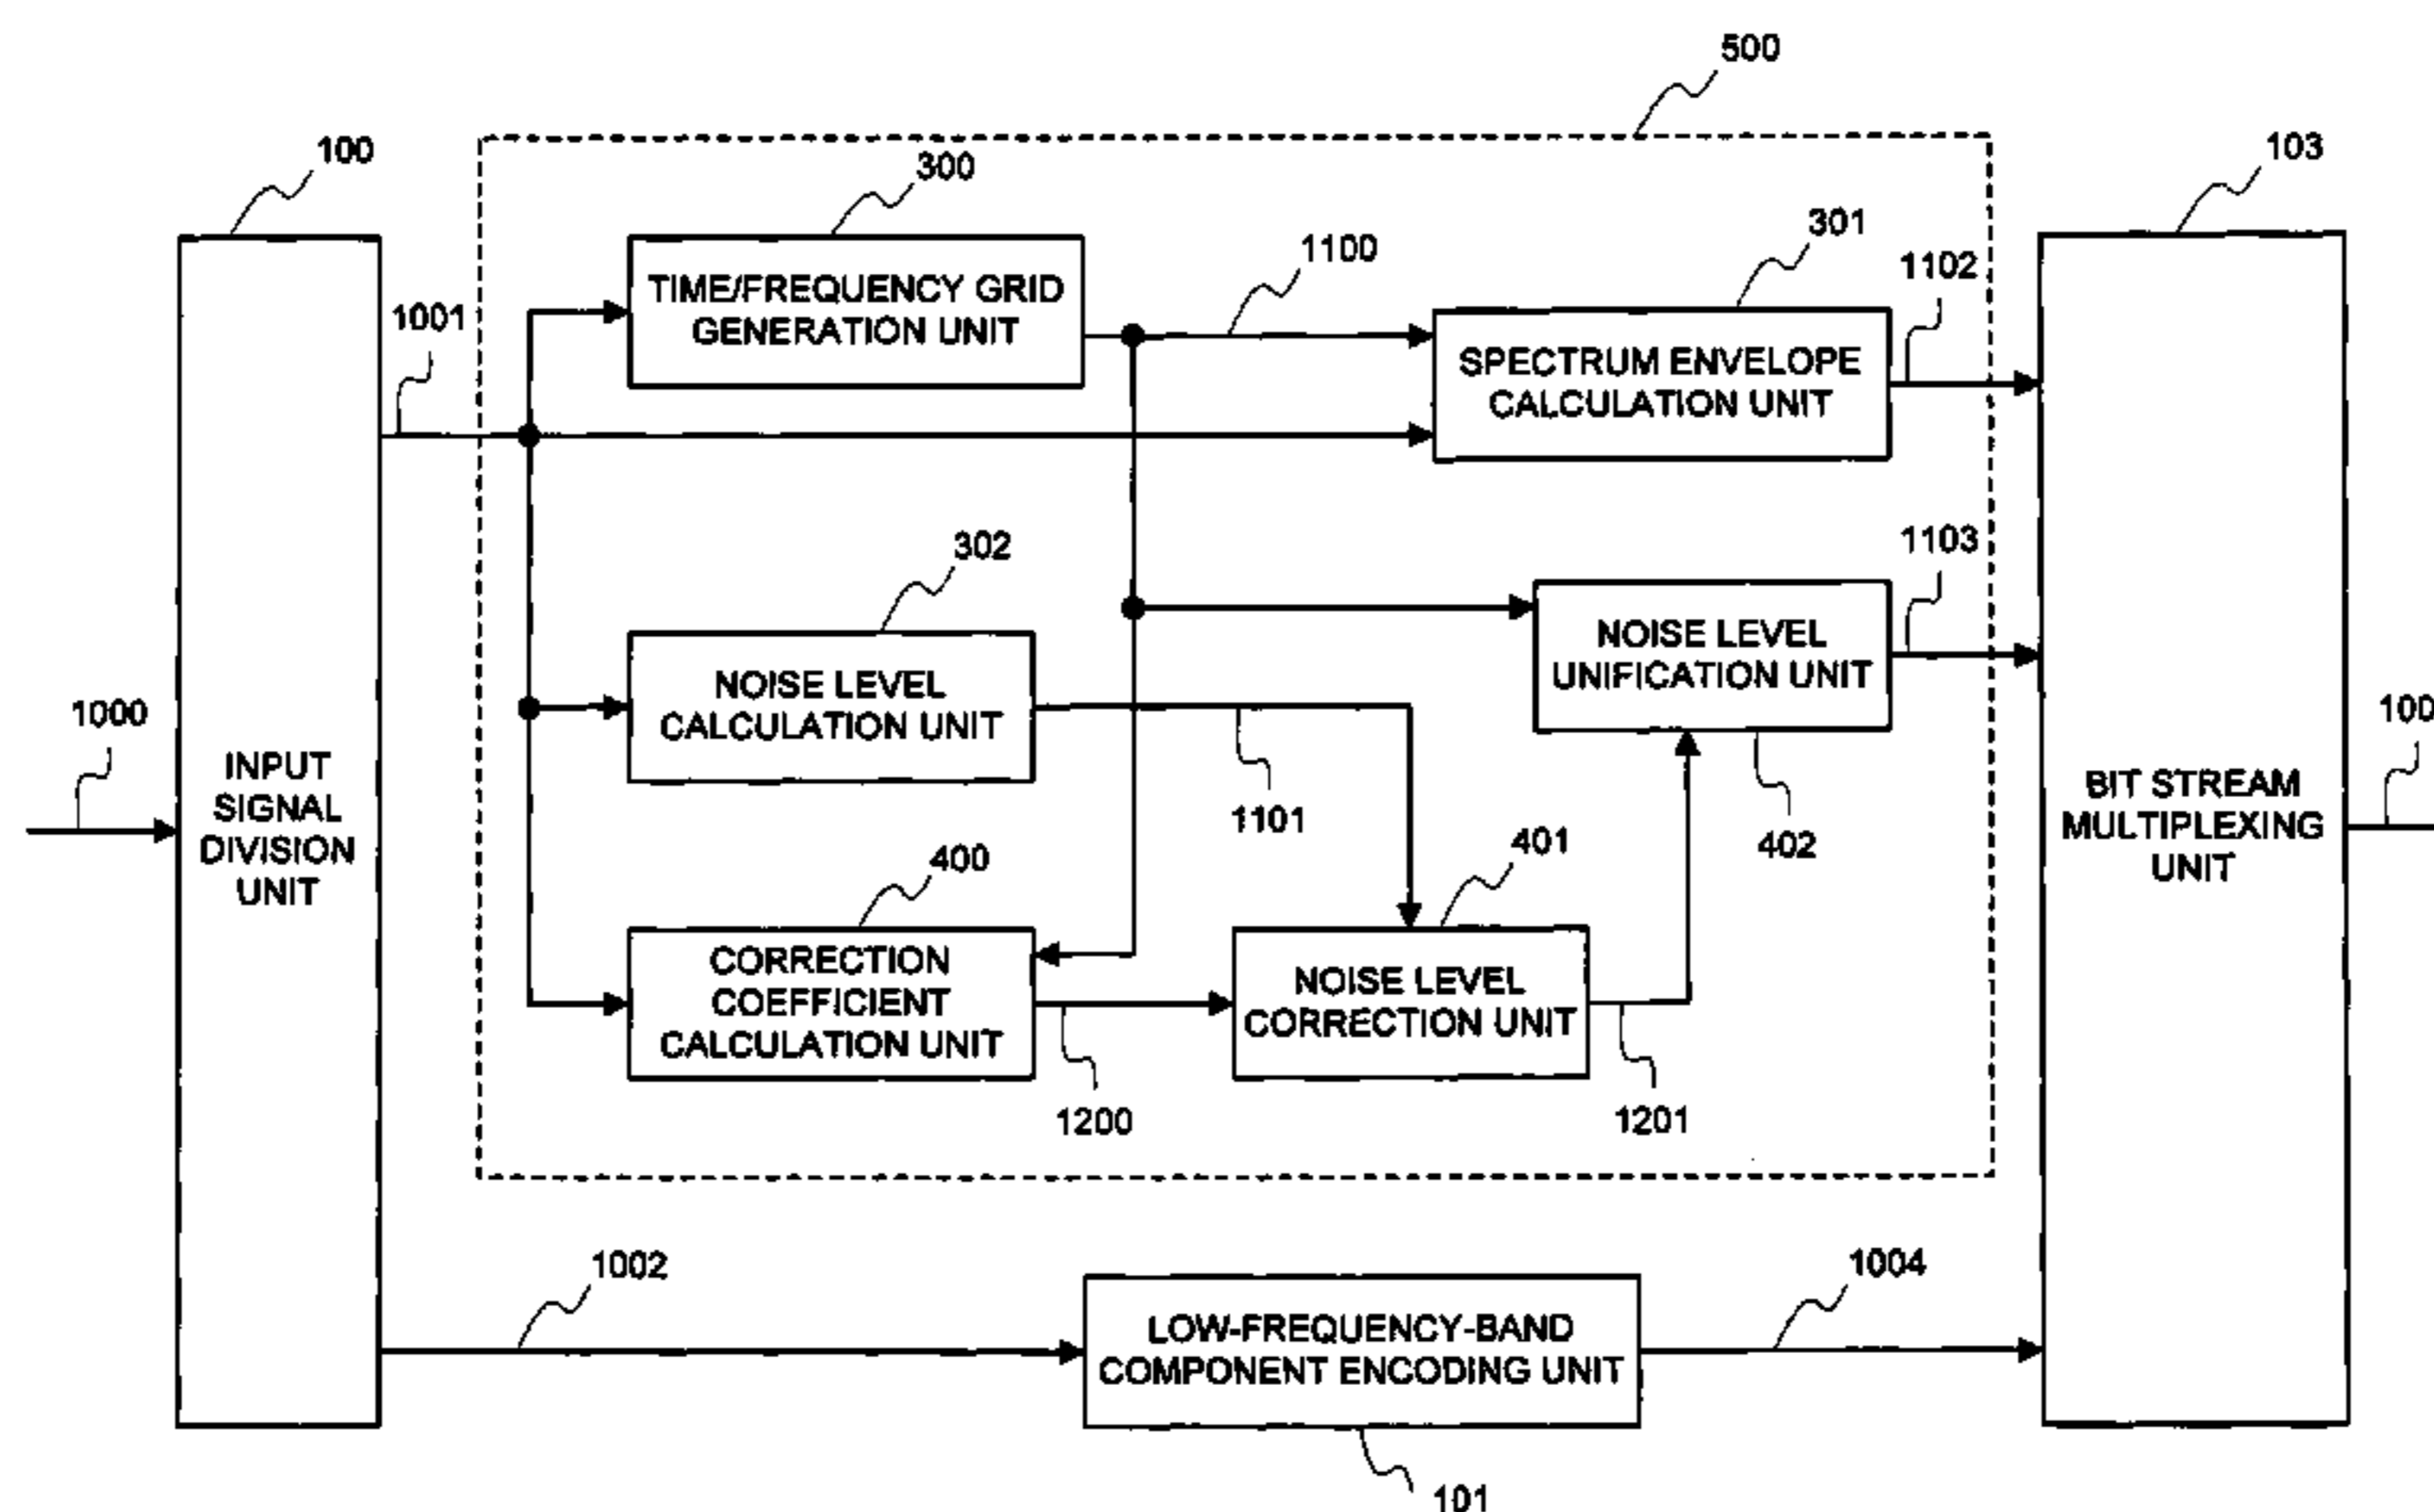 500
100
300
103
301
1100
1102
1001
TIME/FREQUENCY GRID
GENERATION UNIT
SPECTRUM ENVELOPE
CALCULATION UNIT
302
1103
NOISE LEVEL
CALCULATION UNIT
NOISE LEVEL
UNIFICATION UNIT
1000
100
INPUT
SIGNAL
DIVISION
UNIT
1101
402
BIT STREAM
MULTIPLEXING
UNIT
400
401
CORRECTION
COEFFICIENT
CALCULATION UNIT
NOISE LEVEL
CORRECTION UNIT
1200
1201
1002
1004
LOW-FREQUENCY-BAND
COMPONENT ENCODING UNIT
101